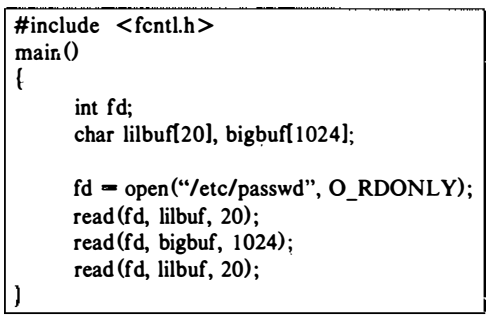 #include <fcntl.h>
main()
{
int fd;
char lilbuf[20], bigbuf[1024];
fd = open("/etc/passwd", O_RDONLY);
read(fd, lilbuf, 20);
read(fd, bigbuf, 1024);
read(fd, lilbuf, 20);
}